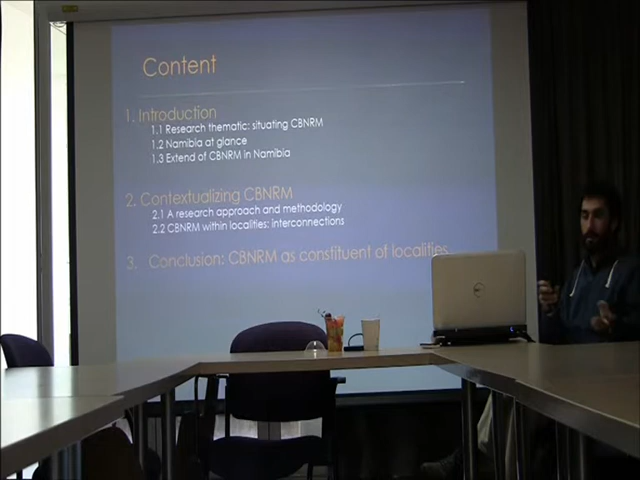 Content
1. Introduction
1.1 Research thematic: situating CBNRM
1.2 Namibia at glance
1.3 Extend of CBNRM in Namibia
2. Contextualizing CBNRM
2.1 A research approach and methodology
2.2 CBNRM within localities: interconnections
3. Conclusion: CBNRM as constituent of localities
DELL